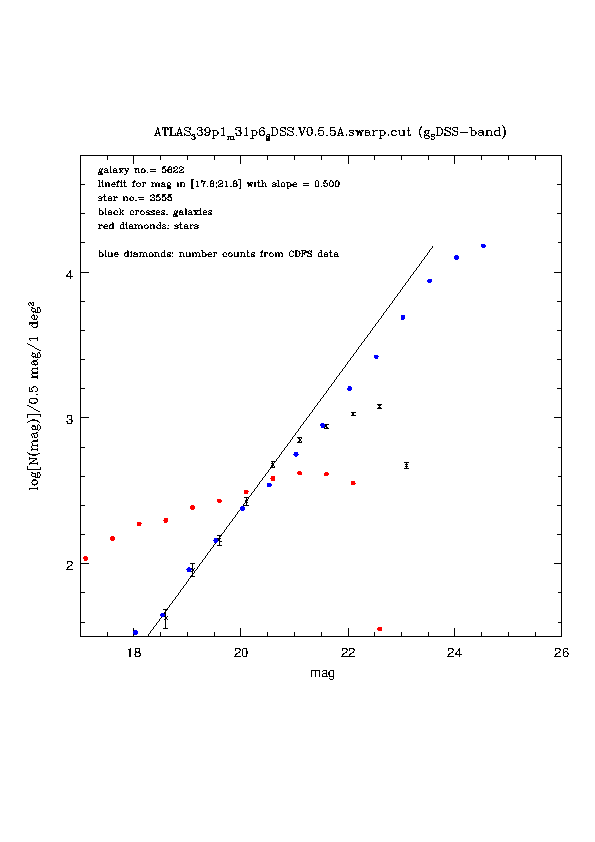 ATLAS₃39p1ₘ31p6gDSS.V0.5.5A.swarp.cut (gₛDSS−band)
galaxy no.= 5822
linefit for mag in [17.8;21.8] with slope = 0.500
star no.= 3555
black crosses: galaxies
red diamonds: stars
blue diamonds: number counts from CDFS data
log[N(mag)]/0.5 mag/1 deg²
4
3
2
18 20 22 24 26
mag